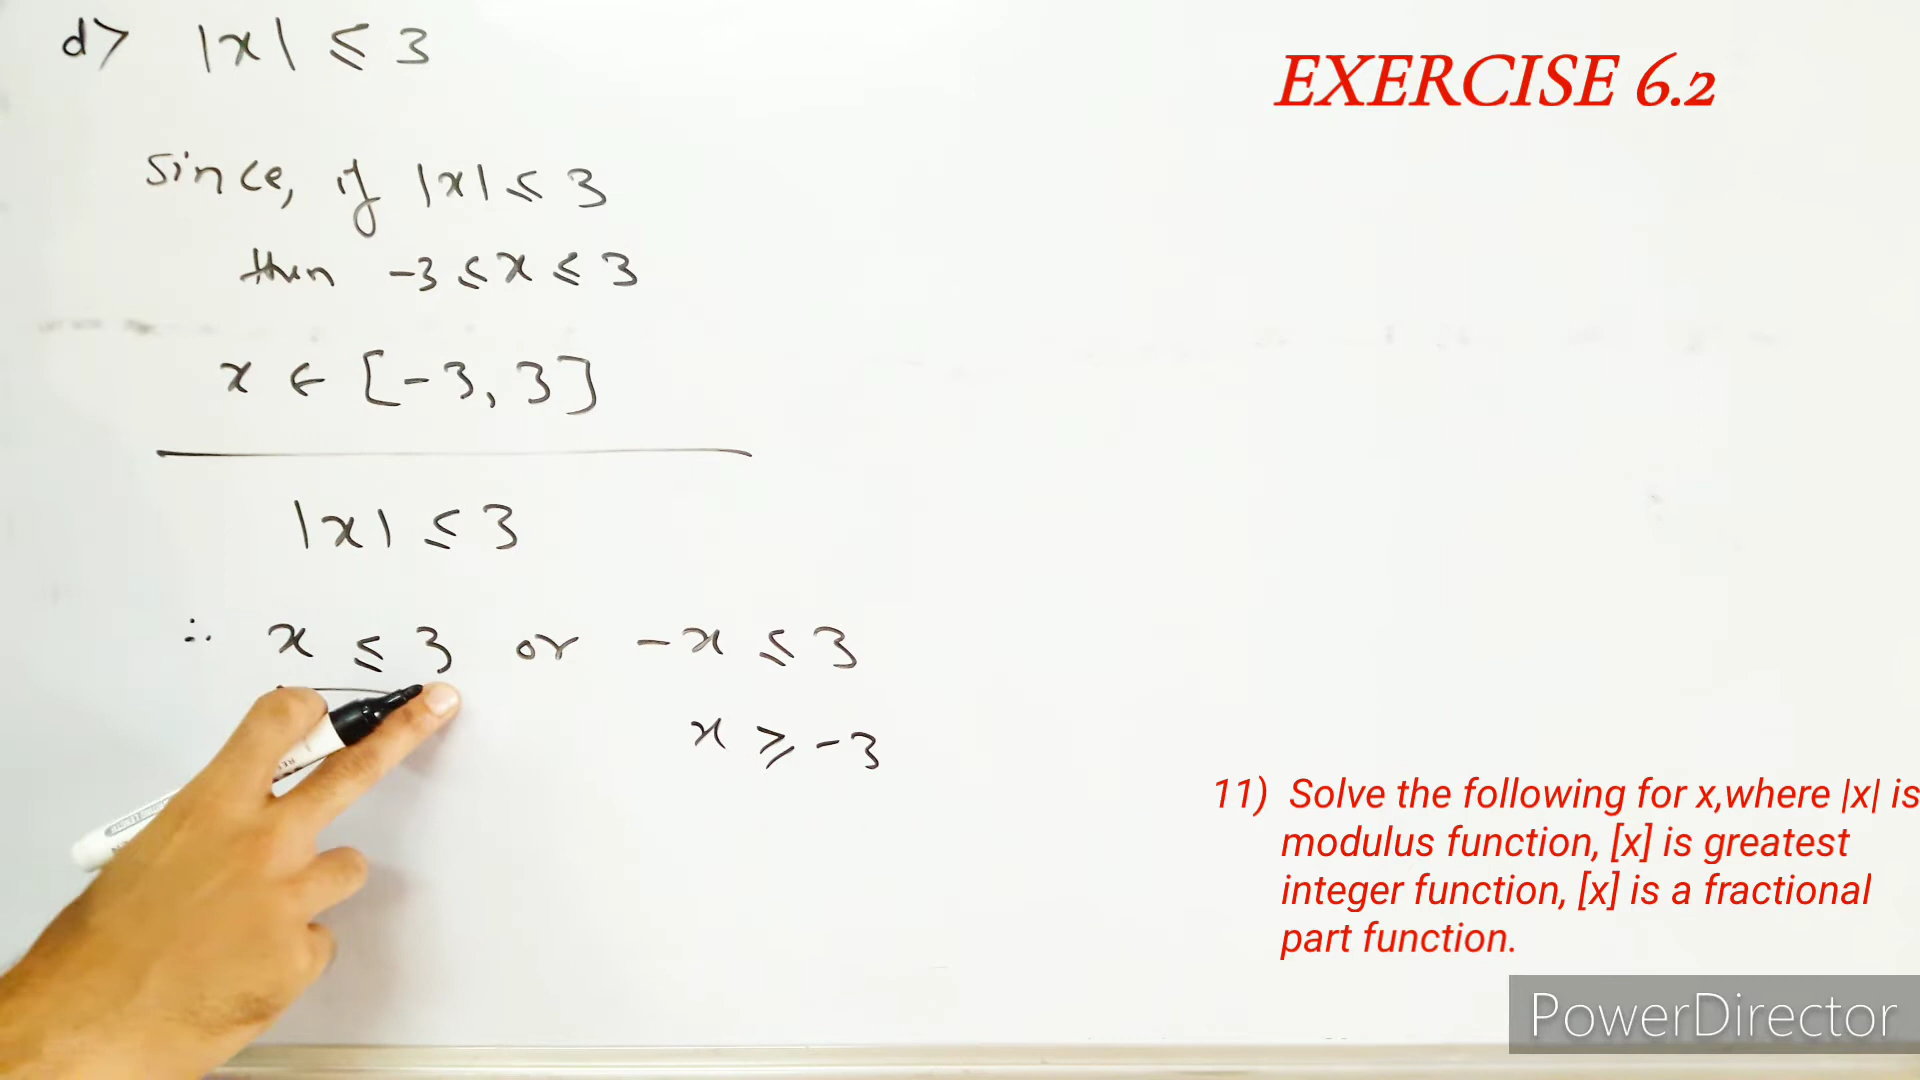 d> |x| ≤ 3
EXERCISE 6.2
Since, if |x| ≤ 3
then -3 ≤ x ≤ 3
x ∈ [-3, 3]
|x| ≤ 3
∴ x ≤ 3 or -x ≤ 3
x ≥ -3
11) Solve the following for x,where |x| is
modulus function, [x] is greatest
integer function, [x] is a fractional
part function.
PowerDirector